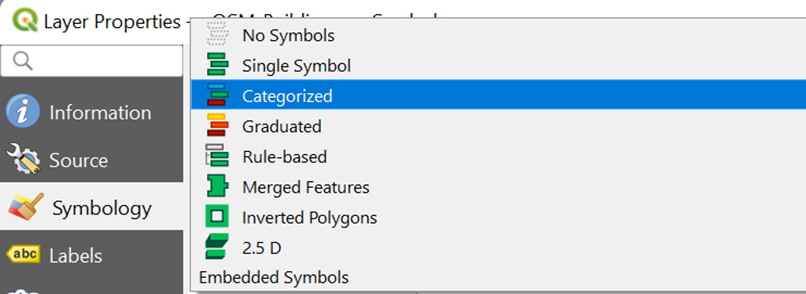 Layer Properties -
No Symbols
Single Symbol
Categorized
Graduated
Rule-based
Merged Features
Inverted Polygons
2.5 D
Embedded Symbols
Information
Source
Symbology
abc Labels